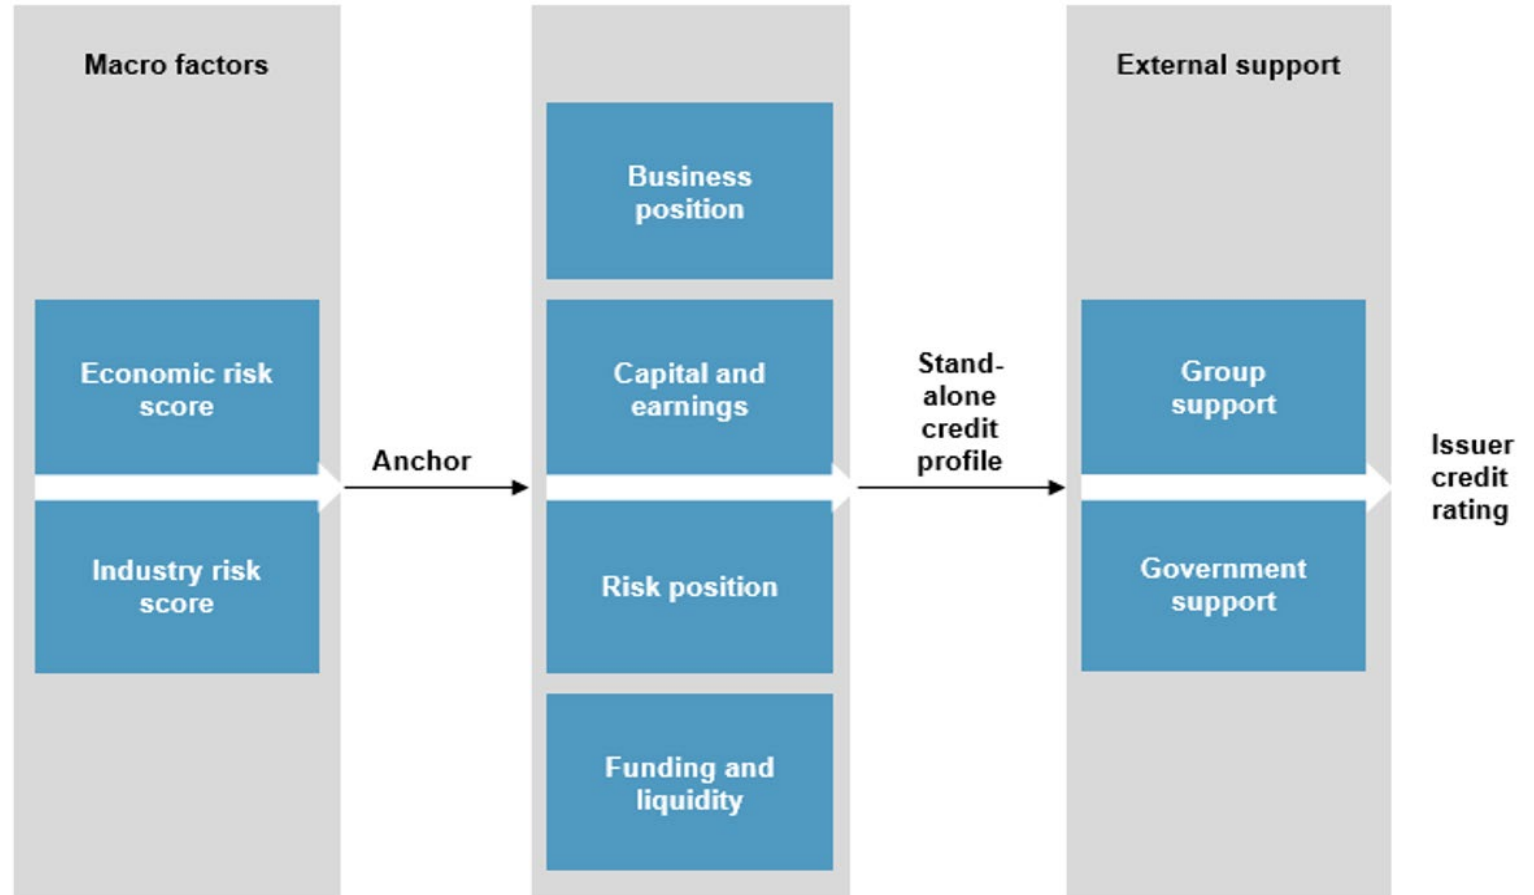 Macro factors
Economic risk
score
Industry risk
score
Anchor
Business
position
Capital and
earnings
Risk position
Funding and
liquidity
Stand-
alone
credit
profile
External support
Group
support
Government
support
Issuer
credit
rating